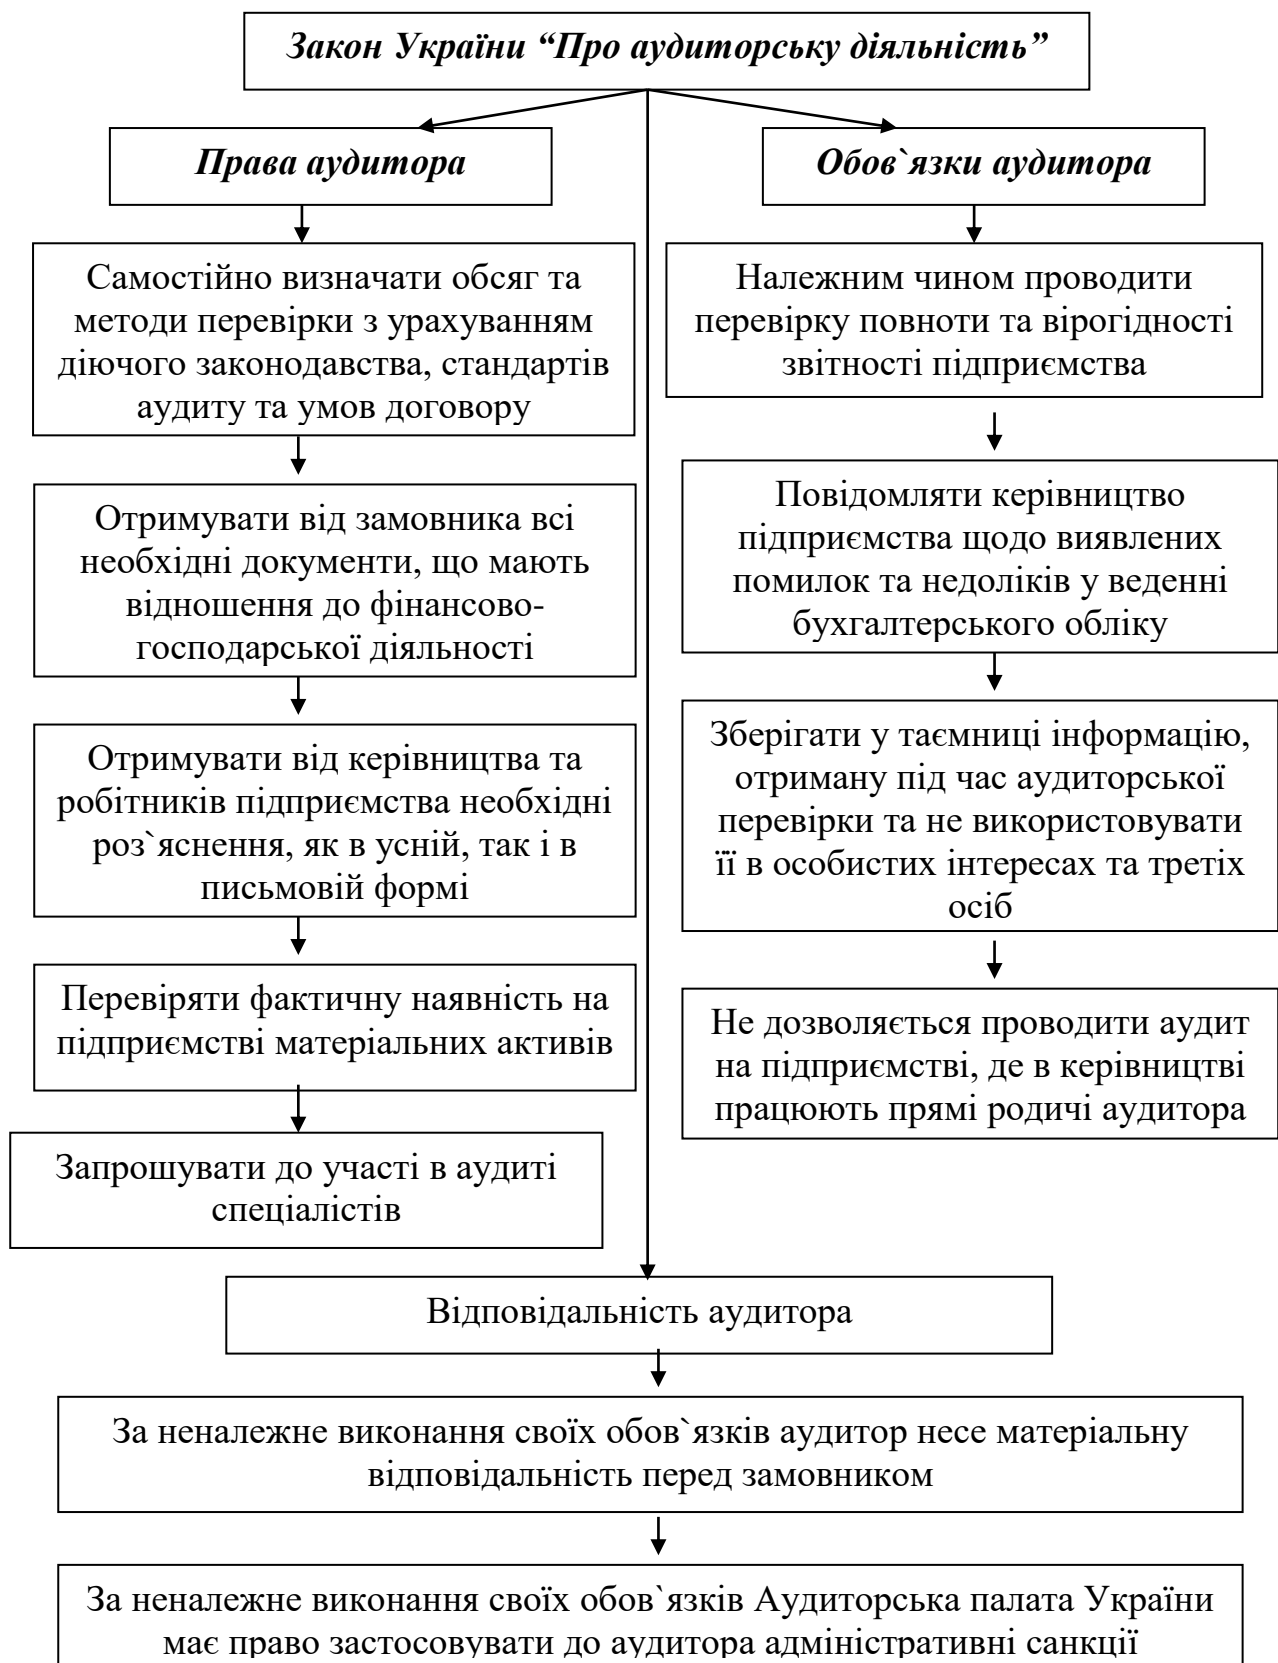 Закон України “Про аудиторську діяльність”
Права аудитора
Самостійно визначати обсяг та
методи перевірки з урахуванням
діючого законодавства, стандартів
аудиту та умов договору
Отримувати від замовника всі
необхідні документи, що мають
відношення до фінансово-
господарської діяльності
Отримувати від керівництва та
робітників підприємства необхідні
роз`яснення, як в усній, так і в
письмовій формі
Перевіряти фактичну наявність на
підприємстві матеріальних активів
Запрошувати до участі в аудиті
спеціалістів
Обов`язки аудитора
Належним чином проводити
перевірку повноти та вірогідності
звітності підприємства
Повідомляти керівництво
підприємства щодо виявлених
помилок та недоліків у веденні
бухгалтерського обліку
Зберігати у таємниці інформацію,
отриману під час аудиторської
перевірки та не використовувати
її в особистих інтересах та третіх
осіб
Не дозволяється проводити аудит
на підприємстві, де в керівництві
працюють прямі родичі аудитора
Відповідальність аудитора
За неналежне виконання своїх обов`язків аудитор несе матеріальну
відповідальність перед замовником
За неналежне виконання своїх обов`язків Аудиторська палата України
має право застосовувати до аудитора адміністративні санкції